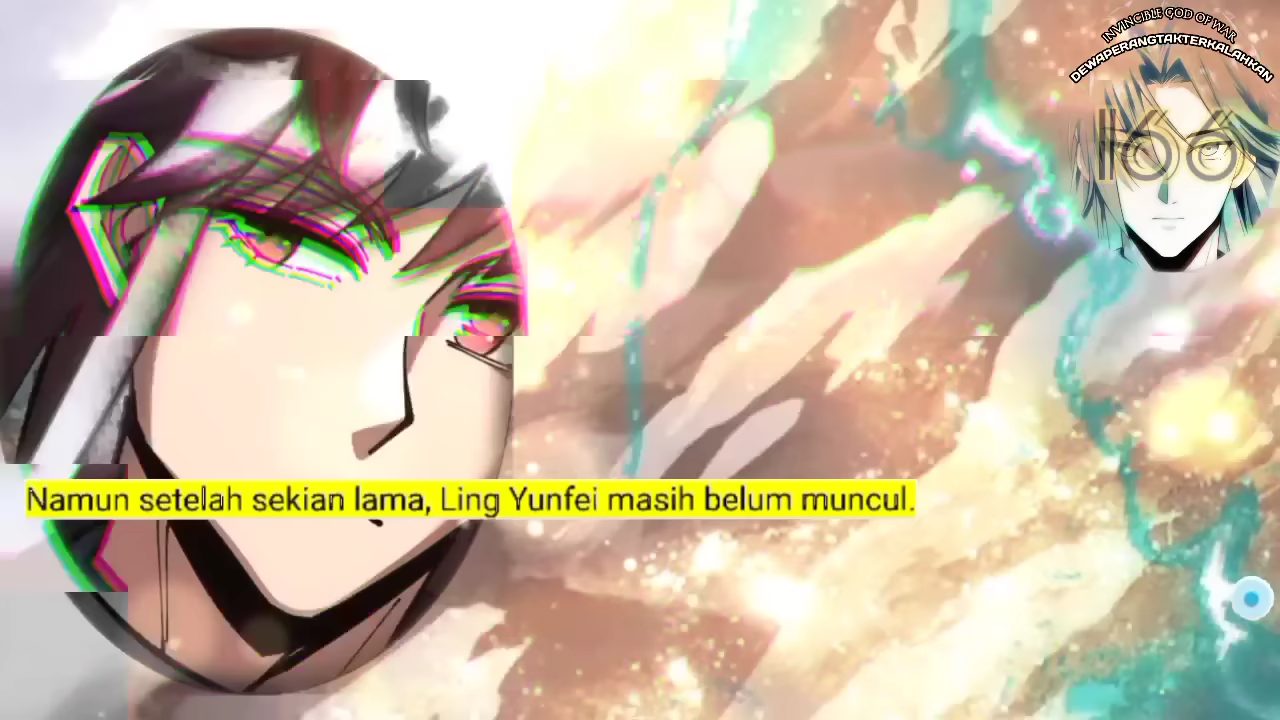 INVINCIBLE GOD OF WAR
DEWAPERANGTAKTERKALAHKAN
166
Namun setelah sekian lama, Ling Yunfei masih belum muncul.